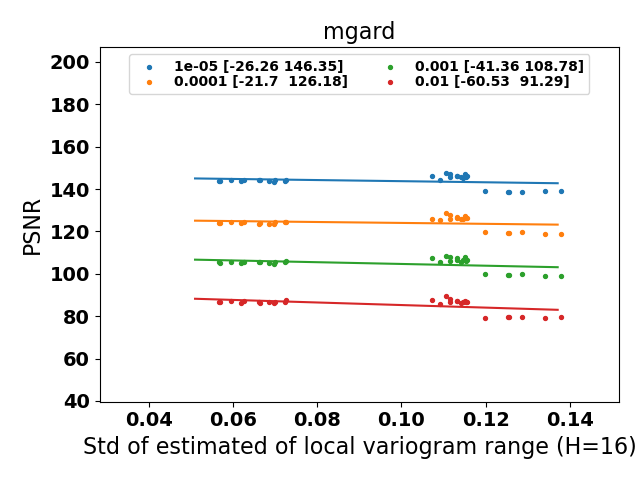 mgard
1e-05 [-26.26 146.35]
0.0001 [-21.7  126.18]
0.001 [-41.36 108.78]
0.01 [-60.53  91.29]
PSNR
200
180
160
140
120
100
80
60
40
0.04 0.06 0.08 0.10 0.12 0.14
Std of estimated of local variogram range (H=16)